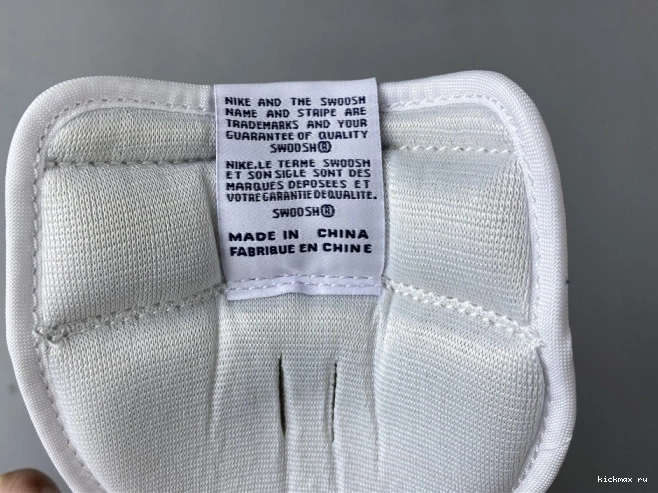 NIKE AND THE SWOOSH
NAME AND STRIPE ARE
TRADEMARKS AND YOUR
GUARANTEE OF QUALITY
SWOOSH®
NIKE.LE TERME SWOOSH
ET SON SIGLE SONT DES
MARQUES DEPOSEES ET
VOTRE GARANTIE DE QUALITE.
SWOOSH®
MADE IN CHINA
FABRIQUE EN CHINE
kickmax ru